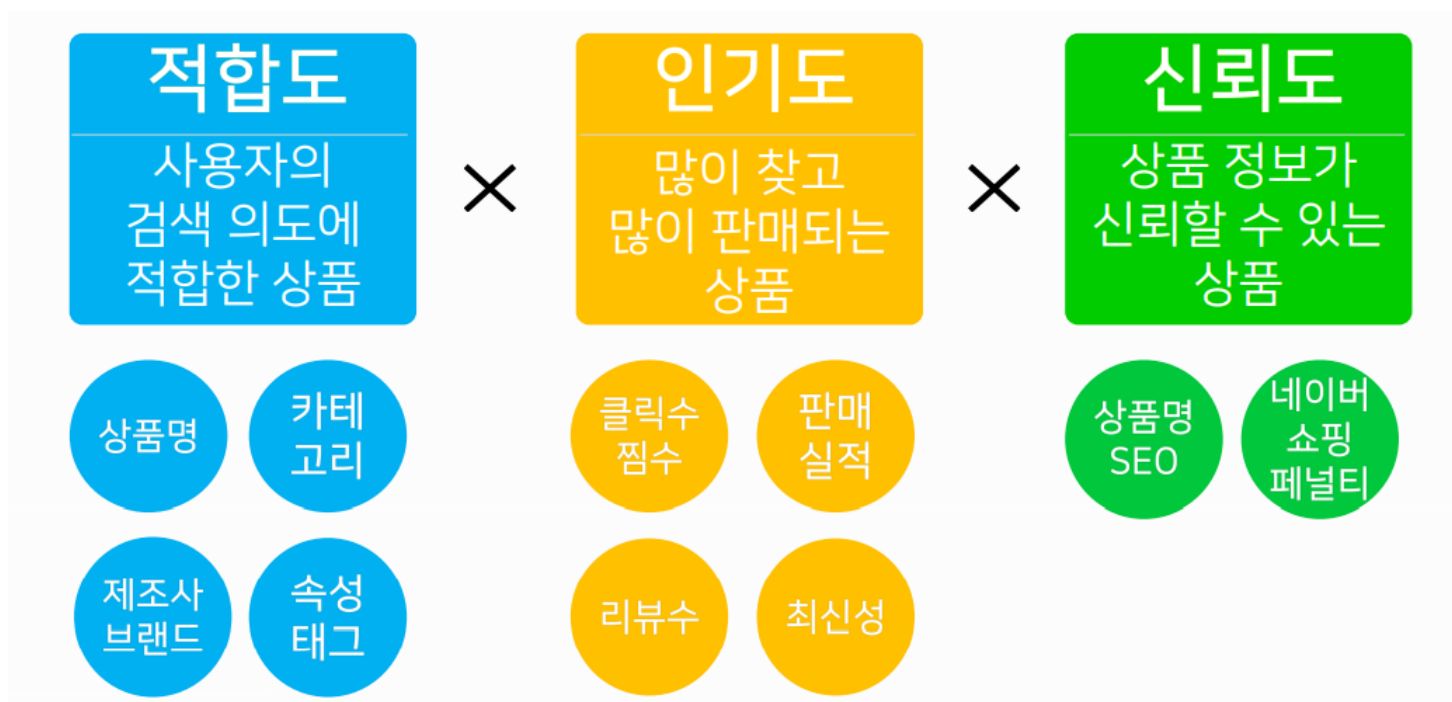 적합도
사용자의
검색 의도에
적합한 상품
×
인기도
많이 찾고
많이 판매되는
상품
×
신뢰도
상품 정보가
신뢰할 수 있는
상품
상품명
카테
고리
제조사
브랜드
속성
태그
클릭수
찜수
판매
실적
리뷰수
최신성
상품명
SEO
네이버
쇼핑
페널티